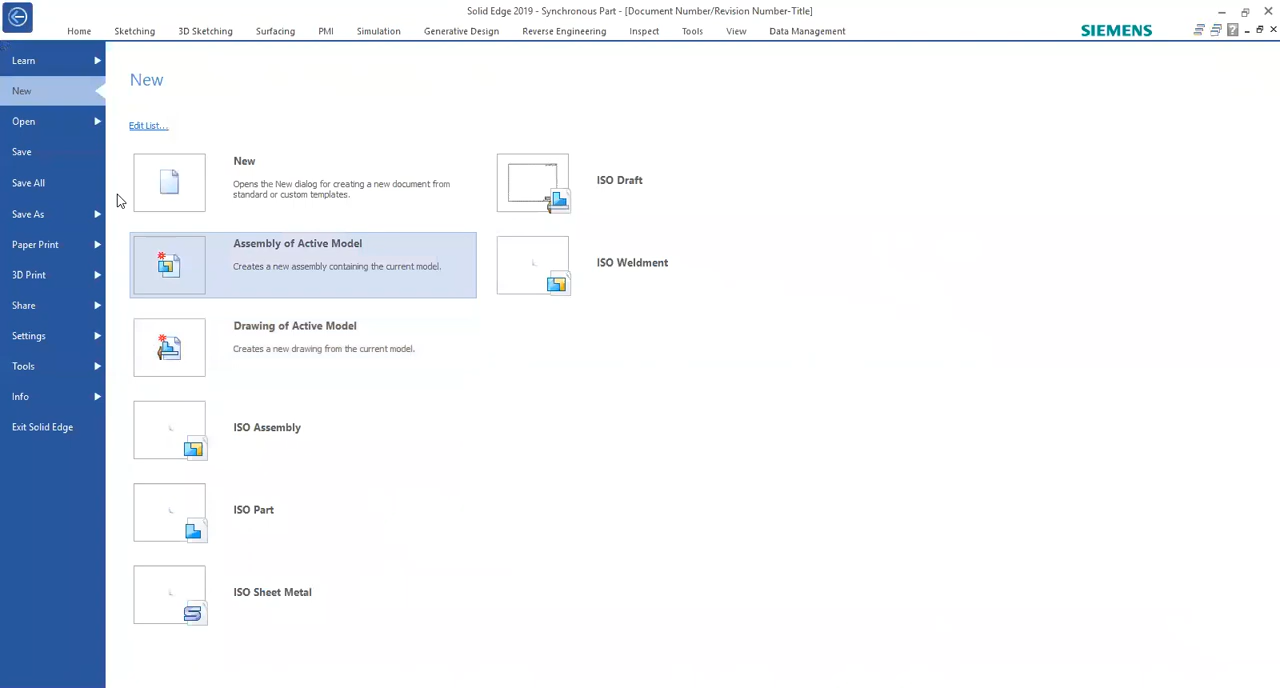 Solid Edge 2019 - Synchronous Part - [Document Number/Revision Number-Title]
Home Sketching 3D Sketching Surfacing PMI Simulation Generative Design Reverse Engineering Inspect Tools View Data Management SIEMENS
Learn
New
Open
Save
Save All
Save As
Paper Print
3D Print
Share
Settings
Tools
Info
Exit Solid Edge
New
Edit List...
New
Opens the New dialog for creating a new document from
standard or custom templates.
Assembly of Active Model
Creates a new assembly containing the current model.
Drawing of Active Model
Creates a new drawing from the current model.
ISO Assembly
ISO Part
ISO Sheet Metal
ISO Draft
ISO Weldment